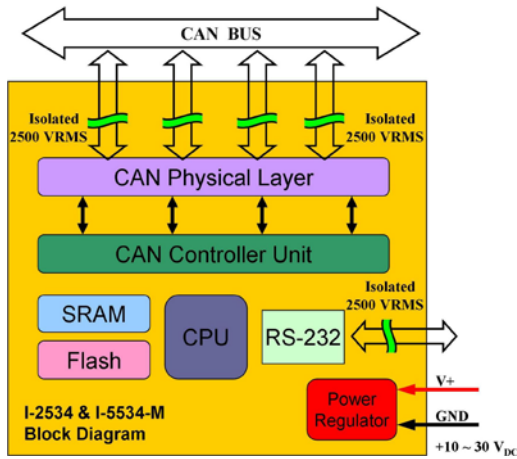 CAN BUS
Isolated
2500 VRMS
Isolated
2500 VRMS
CAN Physical Layer
CAN Controller Unit
Isolated
2500 VRMS
SRAM
Flash
CPU
RS-232
Power
Regulator
V+
GND
+10 ~ 30 VDC
I-2534 & I-5534-M
Block Diagram